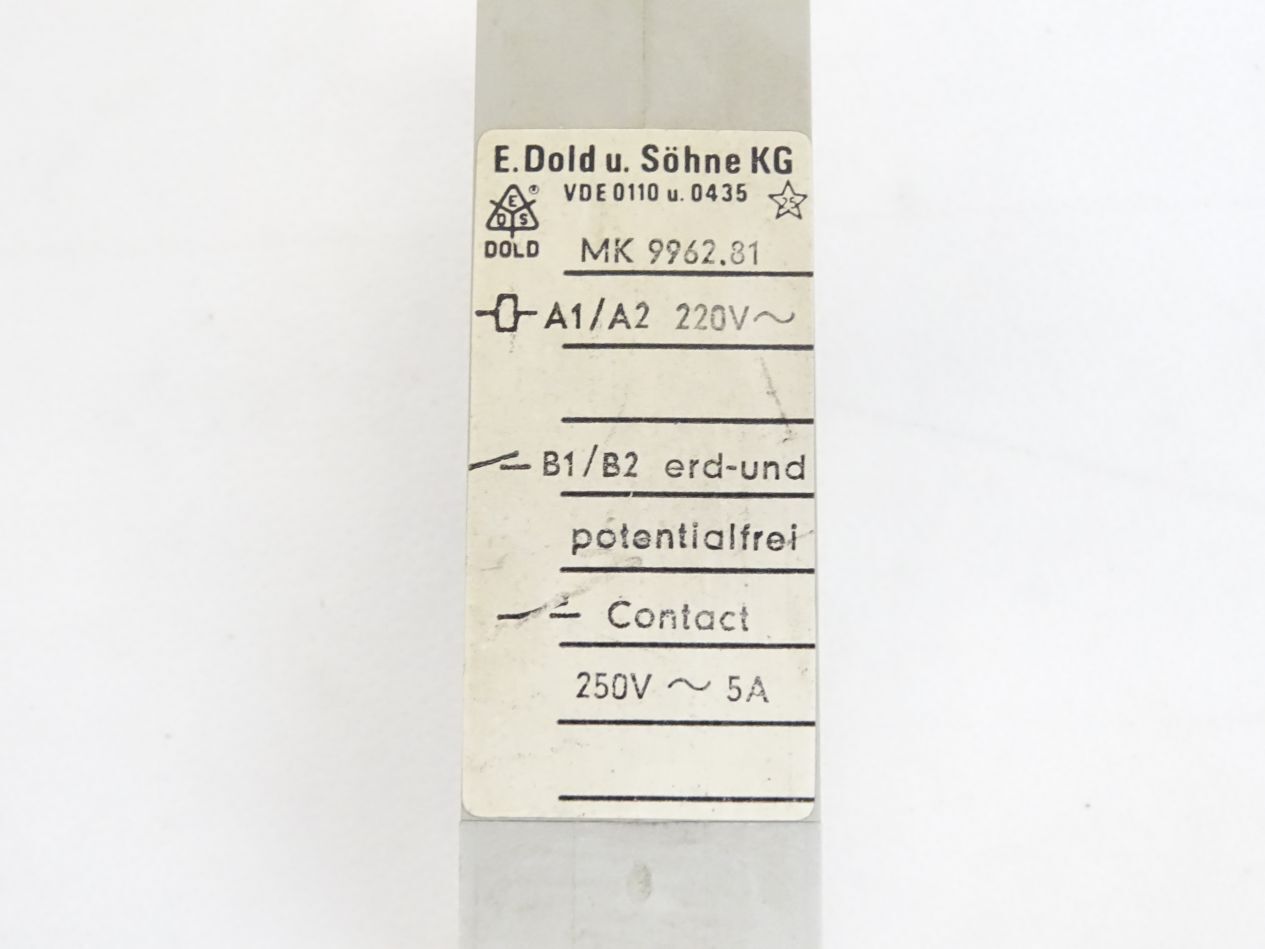 E.Dold u. Söhne KG
VDE 0110 u. 0435
E
D S ®
25
DOLD
MK 9962.81
A1/A2 220V~
B1/B2 erd-und
potentialfrei
Contact
250V ~ 5A